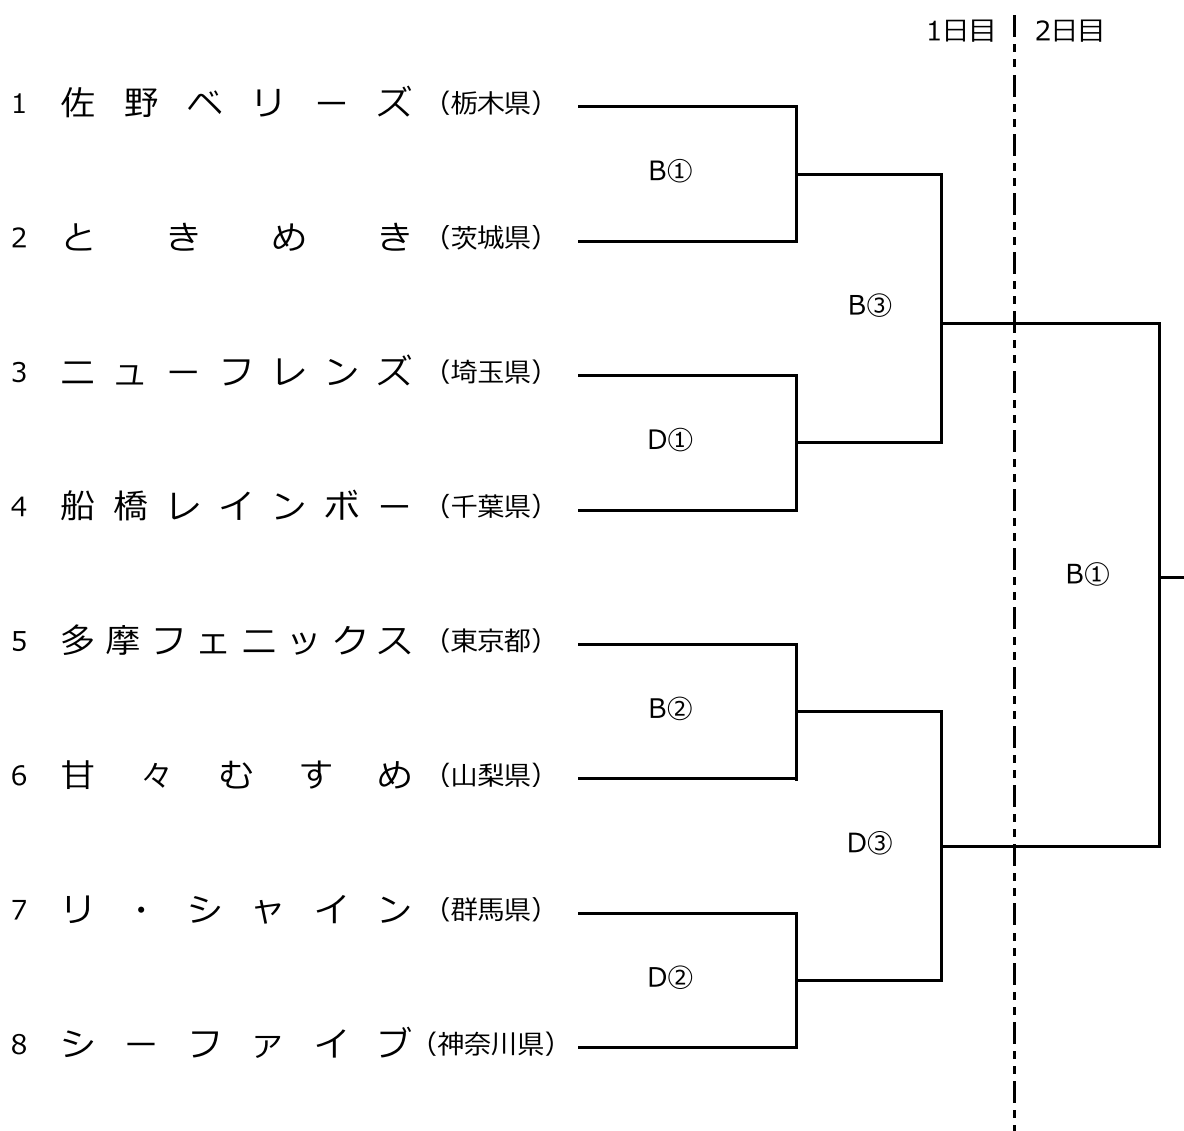 1日目 2日目
1 佐野ベリーズ（栃木県）
B①
2 ときめき（茨城県）
B③
3 ニューフレンズ（埼玉県）
D①
4 船橋レインボー（千葉県）
B①
5 多摩フェニックス（東京都）
B②
6 甘々むすめ（山梨県）
D③
7 リ・シャイン（群馬県）
D②
8 シーファイブ（神奈川県）